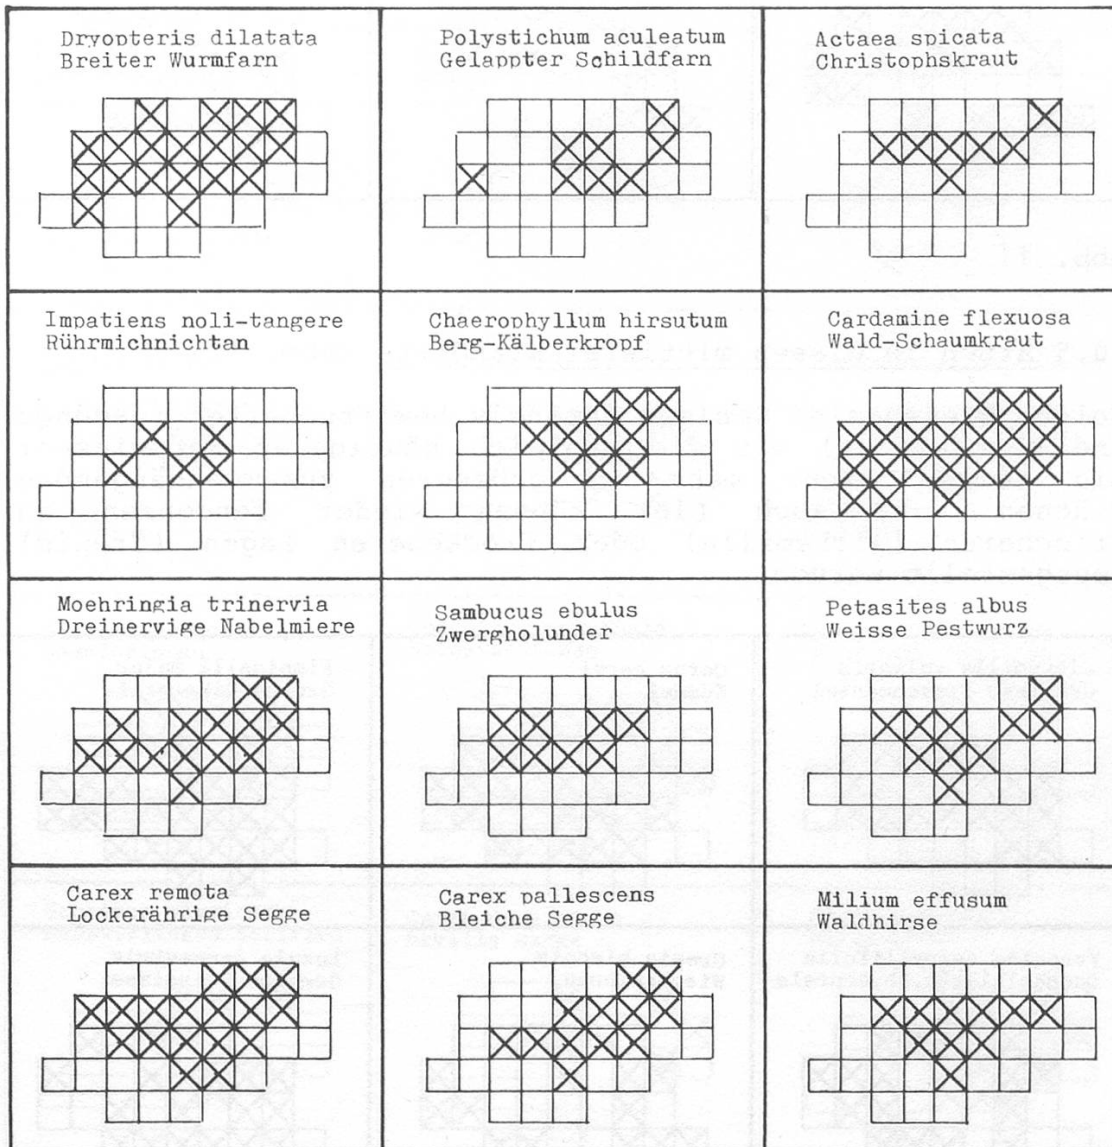 Dryopteris dilatata
Breiter Wurmfarn
Polystichum aculeatum
Gelappter Schildfarn
Actaea spicata
Christophskraut
Impatiens noli-tangere
Rührmichnichtan
Chaerophyllum hirsutum
Berg-Kälberkropf
Cardamine flexuosa
Wald-Schaumkraut
Moehringia trinervia
Dreinervige Nabelmiere
Sambucus ebulus
Zwergholunder
Petasites albus
Weisse Pestwurz
Carex remota
Lockerährige Segge
Carex pallescens
Bleiche Segge
Milium effusum
Waldhirse